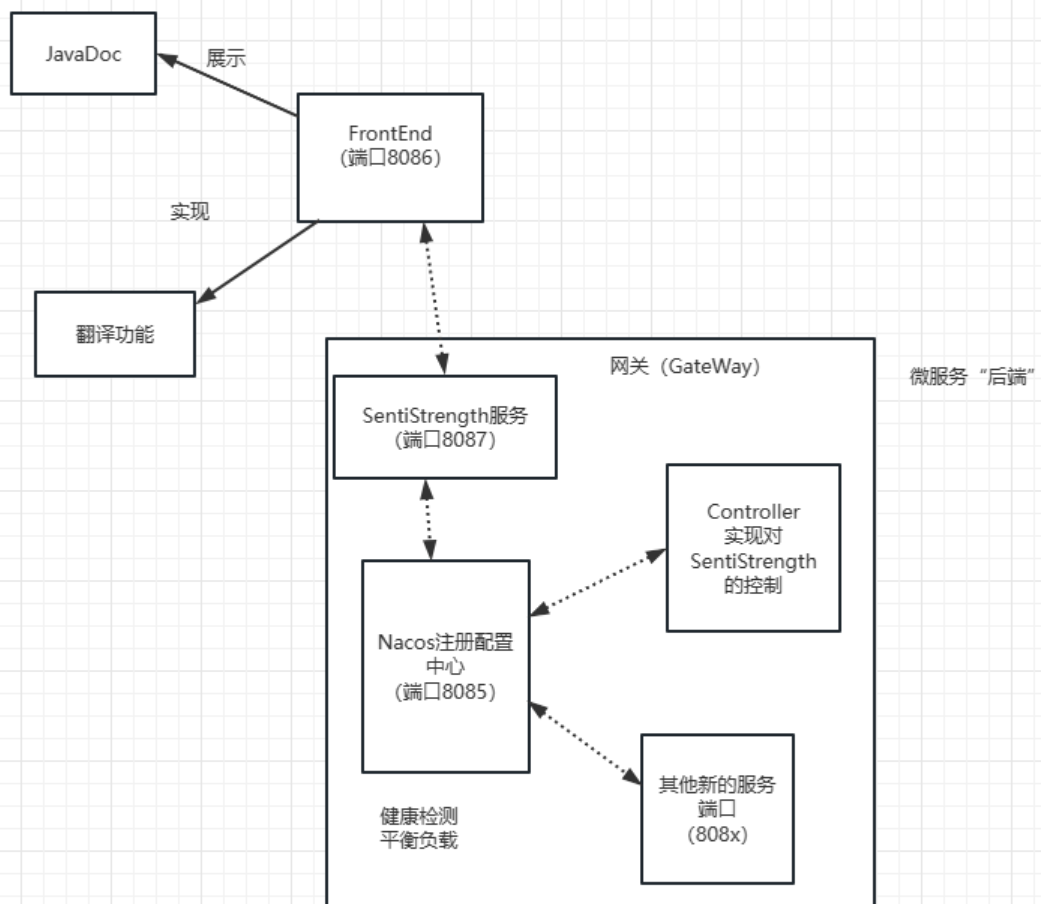 JavaDoc
展示
FrontEnd
（端口8086）
实现
翻译功能
网关（GateWay）
微服务“后端”
SentiStrength服务
（端口8087）
Controller
实现对
SentiStrength
的控制
Nacos注册配置
中心
（端口8085）
其他新的服务
端口
（808x）
健康检测
平衡负载